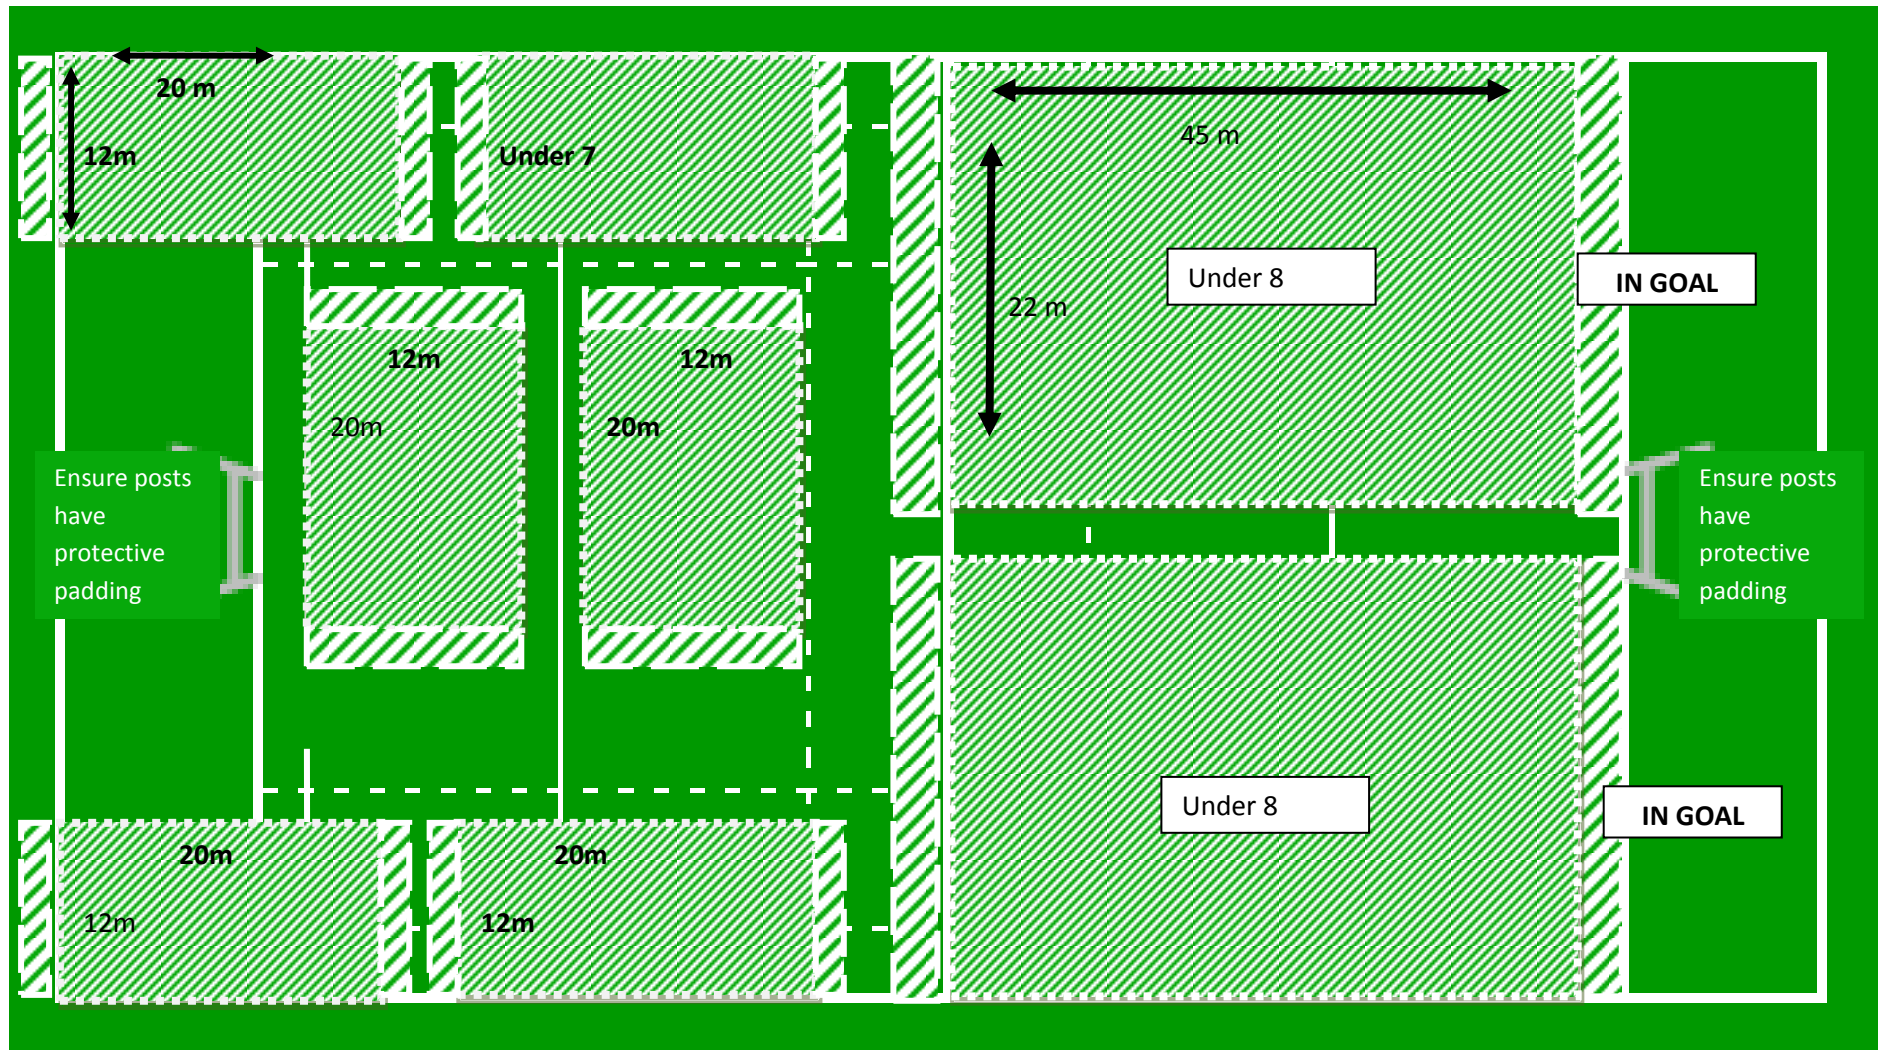 20 m
12m
Under 7
45 m
22 m
Under 8
IN GOAL
12m
20m
12m
20m
Ensure posts
have
protective
padding
Ensure posts
have
protective
padding
20m
12m
20m
12m
Under 8
IN GOAL